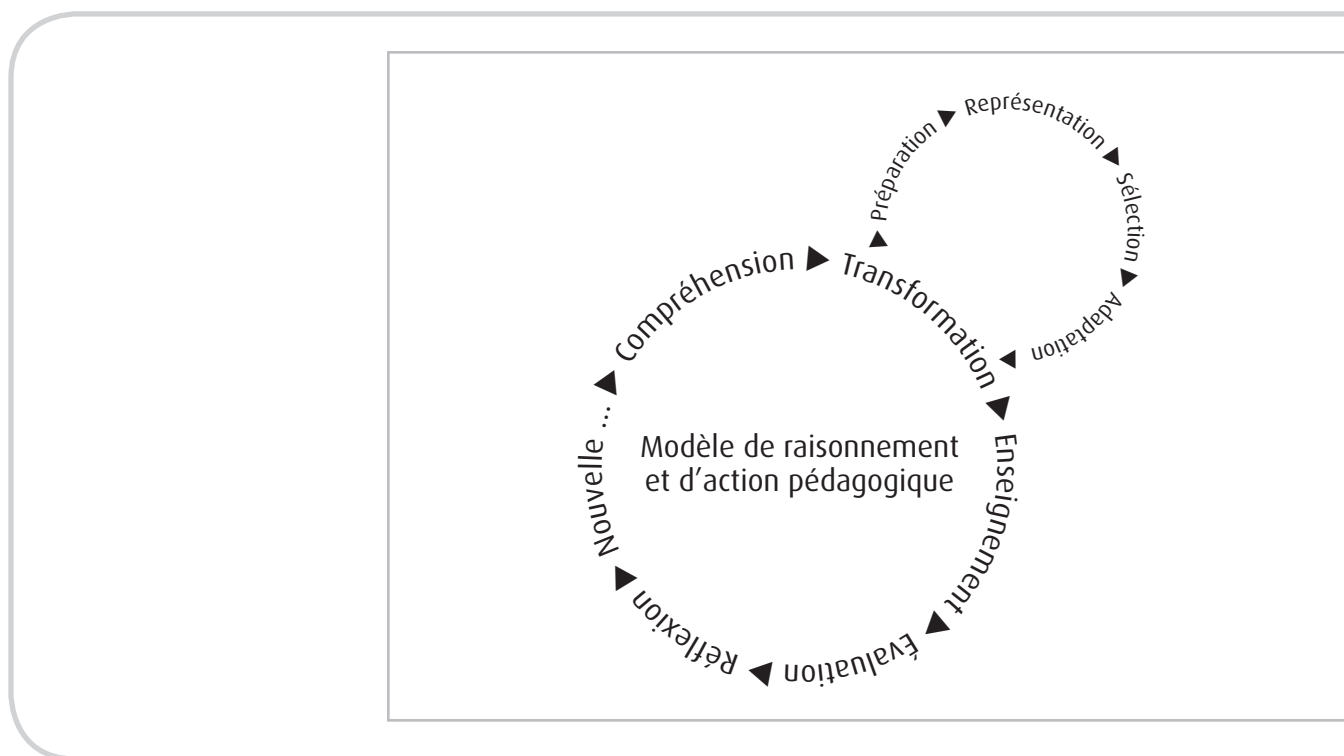 Préparation
Représentation
Sélection
Adaptation
Compréhension
Transformation
Enseignement
Évaluation
Réflexion
Nouvelle ...
Modèle de raisonnement
et d’action pédagogique